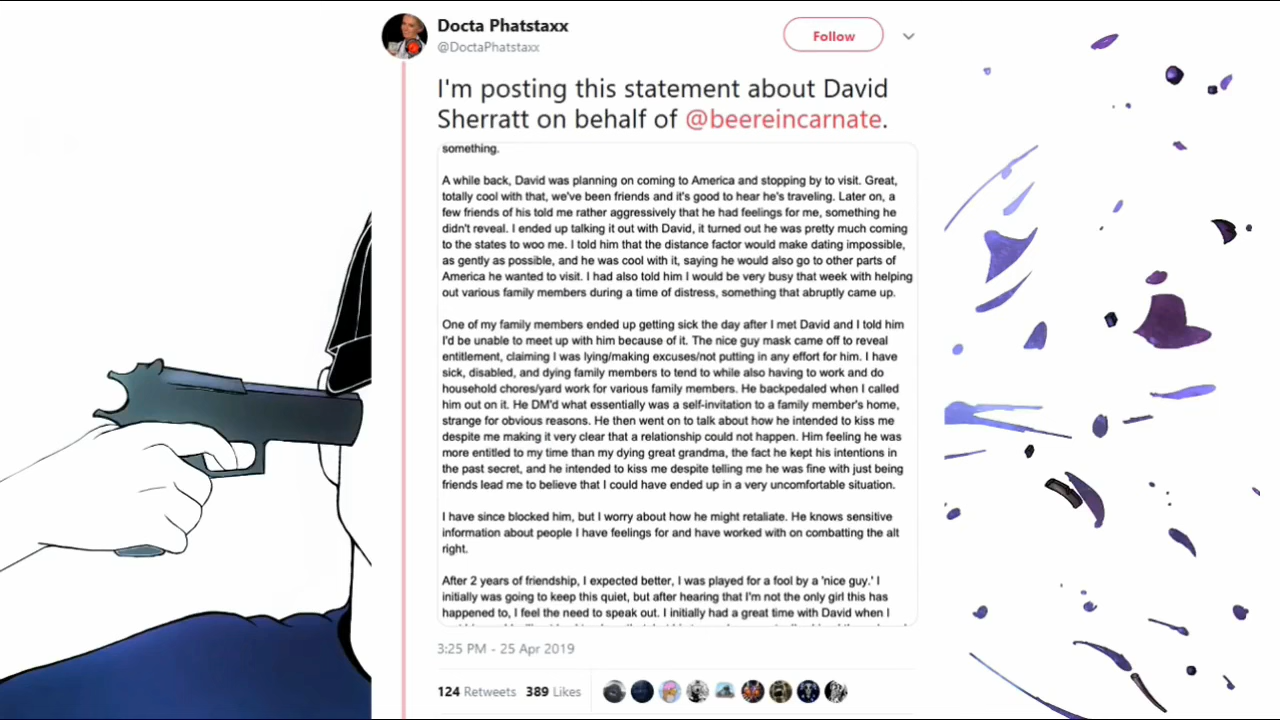 Docta Phatstaxx
@DoctaPhatstaxx
Follow
I'm posting this statement about David
Sherratt on behalf of @beereincarnate.
something.
A while back, David was planning on coming to America and stopping by to visit. Great,
totally cool with that, we've been friends and it's good to hear he's traveling. Later on, a
few friends of his told me rather aggressively that he had feelings for me, something he
didn't reveal. I ended up talking it out with David, it turned out he was pretty much coming
to the states to woo me. I told him that the distance factor would make dating impossible,
as gently as possible, and he was cool with it, saying he would also go to other parts of
America he wanted to visit. I had also told him I would be very busy that week with helping
out various family members during a time of distress, something that abruptly came up.
One of my family members ended up getting sick the day after I met David and I told him
I'd be unable to meet up with him because of it. The nice guy mask came off to reveal
entitlement, claiming I was lying/making excuses/not putting in any effort for him. I have
sick, disabled, and dying family members to tend to while also having to work and do
household chores/yard work for various family members. He backpedaled when I called
him out on it. He DM'd what essentially was a self-invitation to a family member's home,
strange for obvious reasons. He then went on to talk about how he intended to kiss me
despite me making it very clear that a relationship could not happen. Him feeling he was
more entitled to my time than my dying great grandma, the fact he kept his intentions in
the past secret, and he intended to kiss me despite telling me he was fine with just being
friends lead me to believe that I could have ended up in a very uncomfortable situation.
I have since blocked him, but I worry about how he might retaliate. He knows sensitive
information about people I have feelings for and have worked with on combatting the alt
right.
After 2 years of friendship, I expected better, I was played for a fool by a 'nice guy.' I
initially was going to keep this quiet, but after hearing that I'm not the only girl this has
happened to, I feel the need to speak out. I initially had a great time with David when I
3:25 PM - 25 Apr 2019
124 Retweets 389 Likes